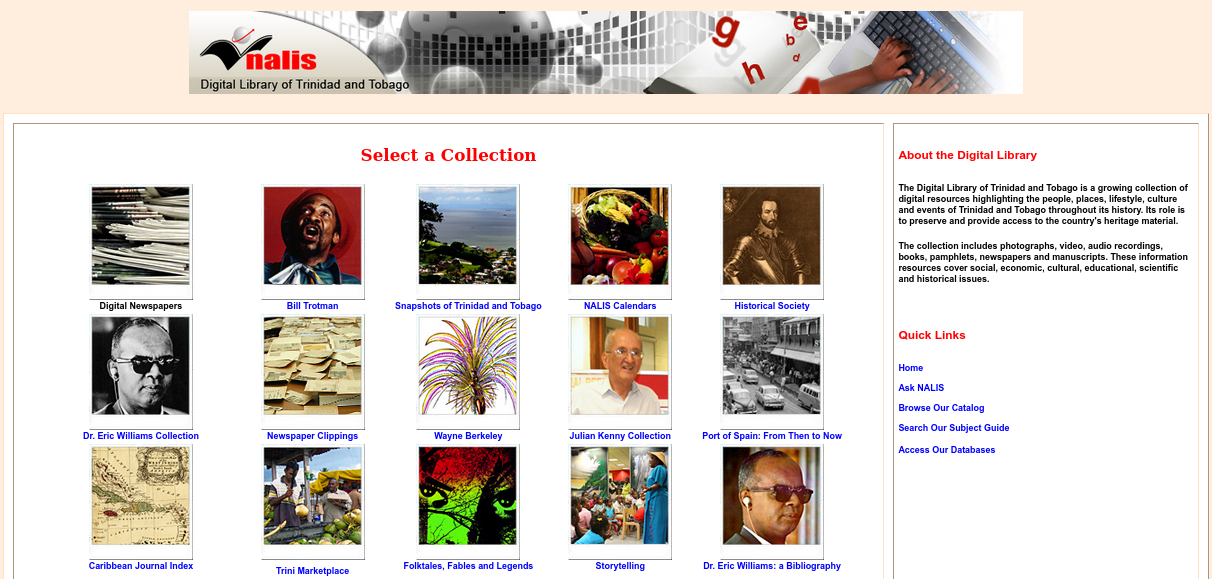 nalis
Digital Library of Trinidad and Tobago
g
e
b
d
h
A
Select a Collection
Digital Newspapers
Bill Trotman
Snapshots of Trinidad and Tobago
NALIS Calendars
Historical Society
Dr. Eric Williams Collection
Newspaper Clippings
Wayne Berkeley
Julian Kenny Collection
Port of Spain: From Then to Now
Caribbean Journal Index
Trini Marketplace
Folktales, Fables and Legends
Storytelling
Dr. Eric Williams: a Bibliography
About the Digital Library
The Digital Library of Trinidad and Tobago is a growing collection of
digital resources highlighting the people, places, lifestyle, culture
and events of Trinidad and Tobago throughout its history. Its role is
to preserve and provide access to the country's heritage material.
The collection includes photographs, video, audio recordings,
books, pamphlets, newspapers and manuscripts. These information
resources cover social, economic, cultural, educational, scientific
and historical issues.
Quick Links
Home
Ask NALIS
Browse Our Catalog
Search Our Subject Guide
Access Our Databases